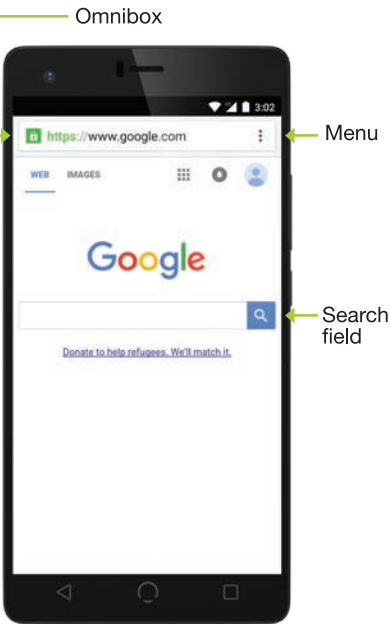 Omnibox
3:02
https://www.google.com
Menu
WEB IMAGES
Google
Search
field
Donate to help refugees. We'll match it.